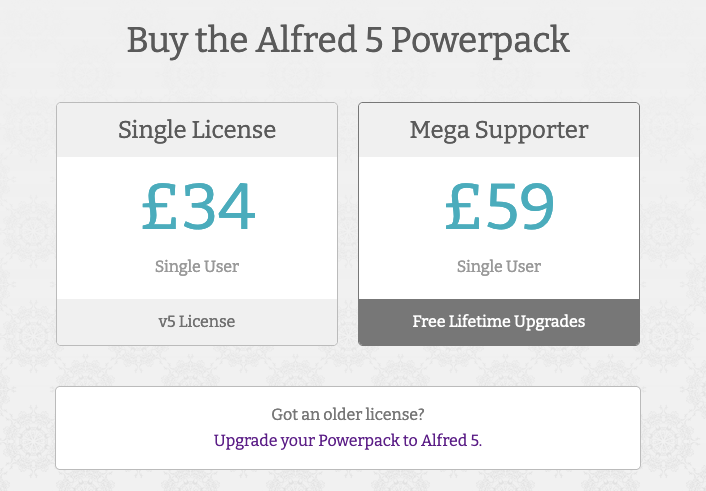 Buy the Alfred 5 Powerpack
Single License
£34
Single User
v5 License
Mega Supporter
£59
Single User
Free Lifetime Upgrades
Got an older license?
Upgrade your Powerpack to Alfred 5.